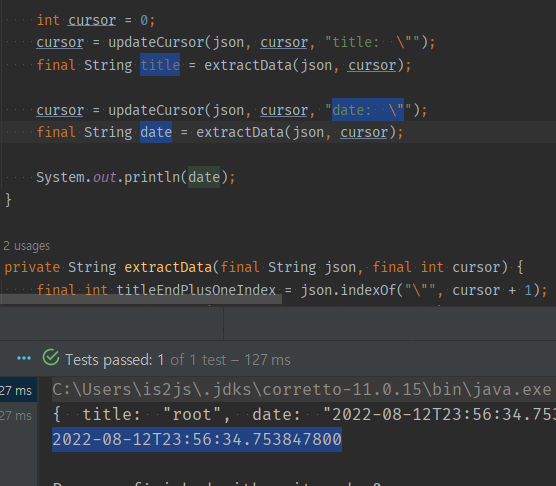 int cursor = 0;
cursor = updateCursor(json, cursor, "title:  \"");
final String title = extractData(json, cursor);
cursor = updateCursor(json, cursor, "date:  \"");
final String date = extractData(json, cursor);
System.out.println(date);
}
2 usages
private String extractData(final String json, final int cursor) {
final int titleEndPlusOneIndex = json.indexOf("\"", cursor + 1);
Tests passed: 1 of 1 test – 127 ms
27 ms
C:\Users\is2js\.jdks\corretto-11.0.15\bin\java.exe
27 ms
{  title:  "root",  date:  "2022-08-12T23:56:34.753
2022-08-12T23:56:34.753847800